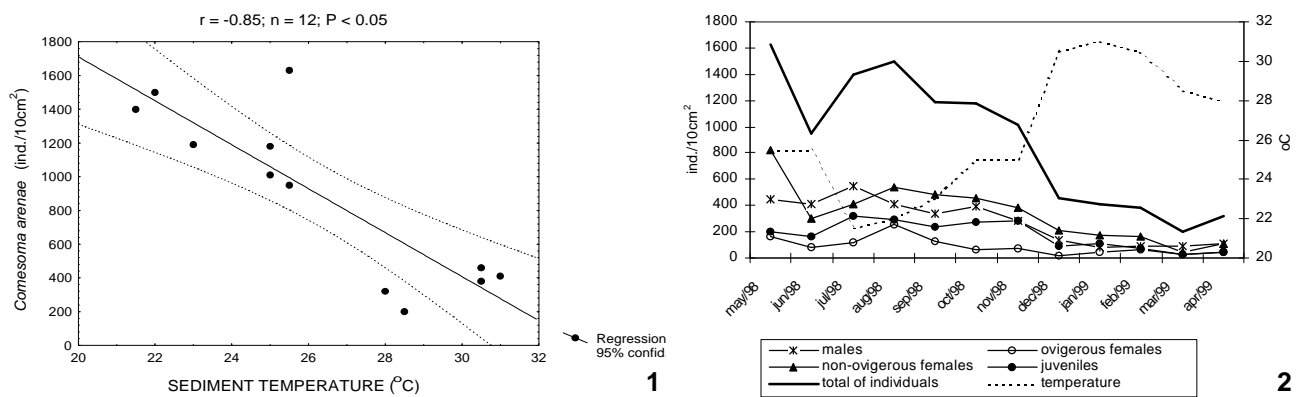 r = -0.85; n = 12; P < 0.05
Comesoma arenae (ind./10cm²)
1800
1600
1400
1200
1000
800
600
400
200
0
20 22 24 26 28 30 32
SEDIMENT TEMPERATURE (°C)
Regression
95% confid.
1
ind./10cm²
1800
1600
1400
1200
1000
800
600
400
200
0
32
30
28
26
24
22
20
oC
may/98 jun/98 jul/98 aug/98 sep/98 oct/98 nov/98 dec/98 jan/99 feb/99 mar/99 apr/99
males ovigerous females
non-ovigerous females juveniles
total of individuals temperature
2